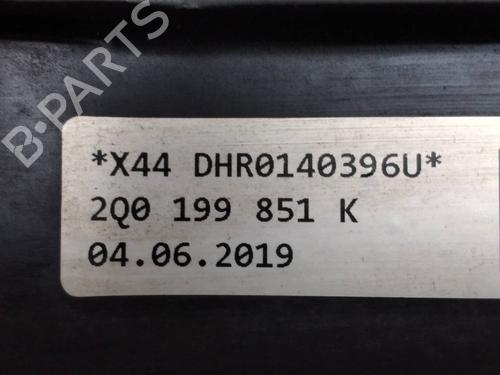 B-PARTS
*X44 DHR0140396U*
2Q0 199 851 K
04.06.2019